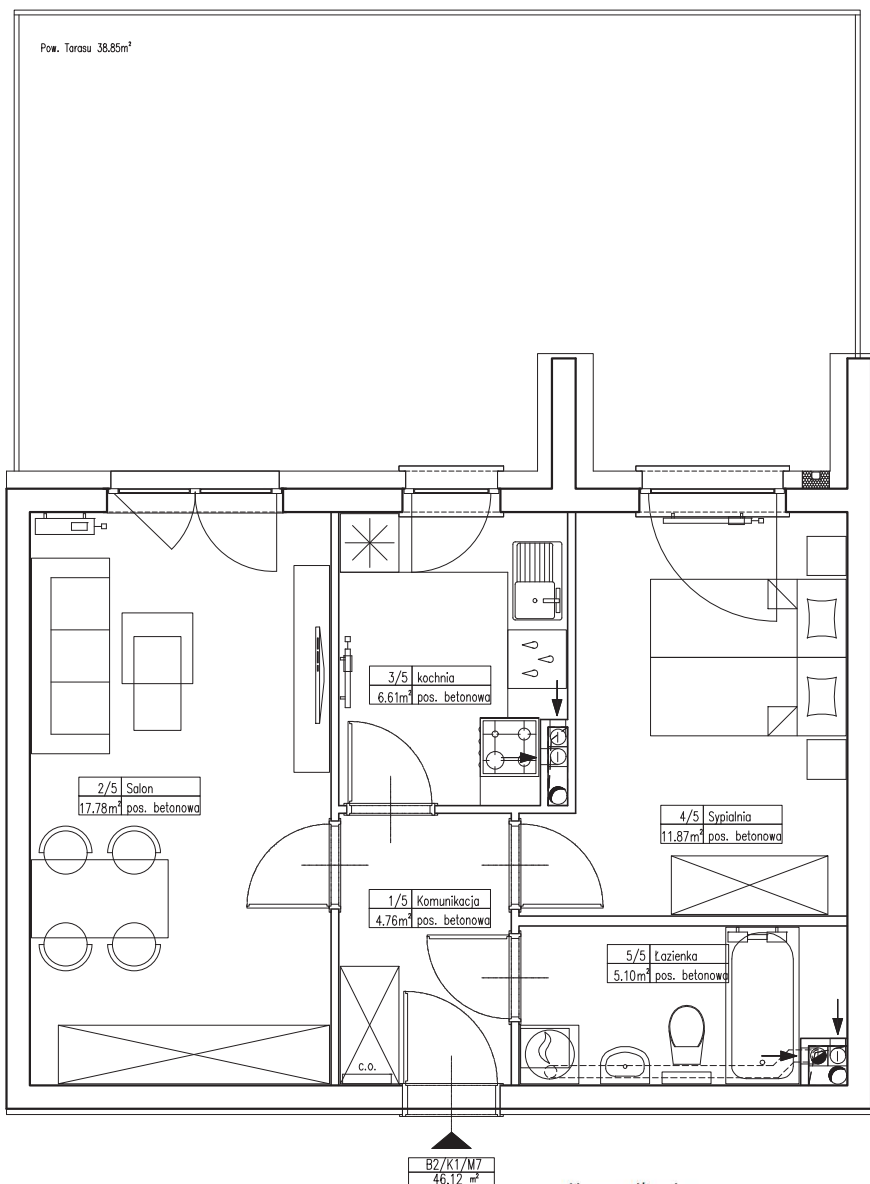 Pow. Tarasu 38.85m²
3/5 kochnia
6.61m² pos. betonowa
2/5 Salon
17.78m² pos. betonowa
4/5 Sypialnia
11.87m² pos. betonowa
1/5 Komunikacja
4.76m² pos. betonowa
5/5 Łazienka
5.10m² pos. betonowa
c.o.
B2/K1/M7
46.12 m²